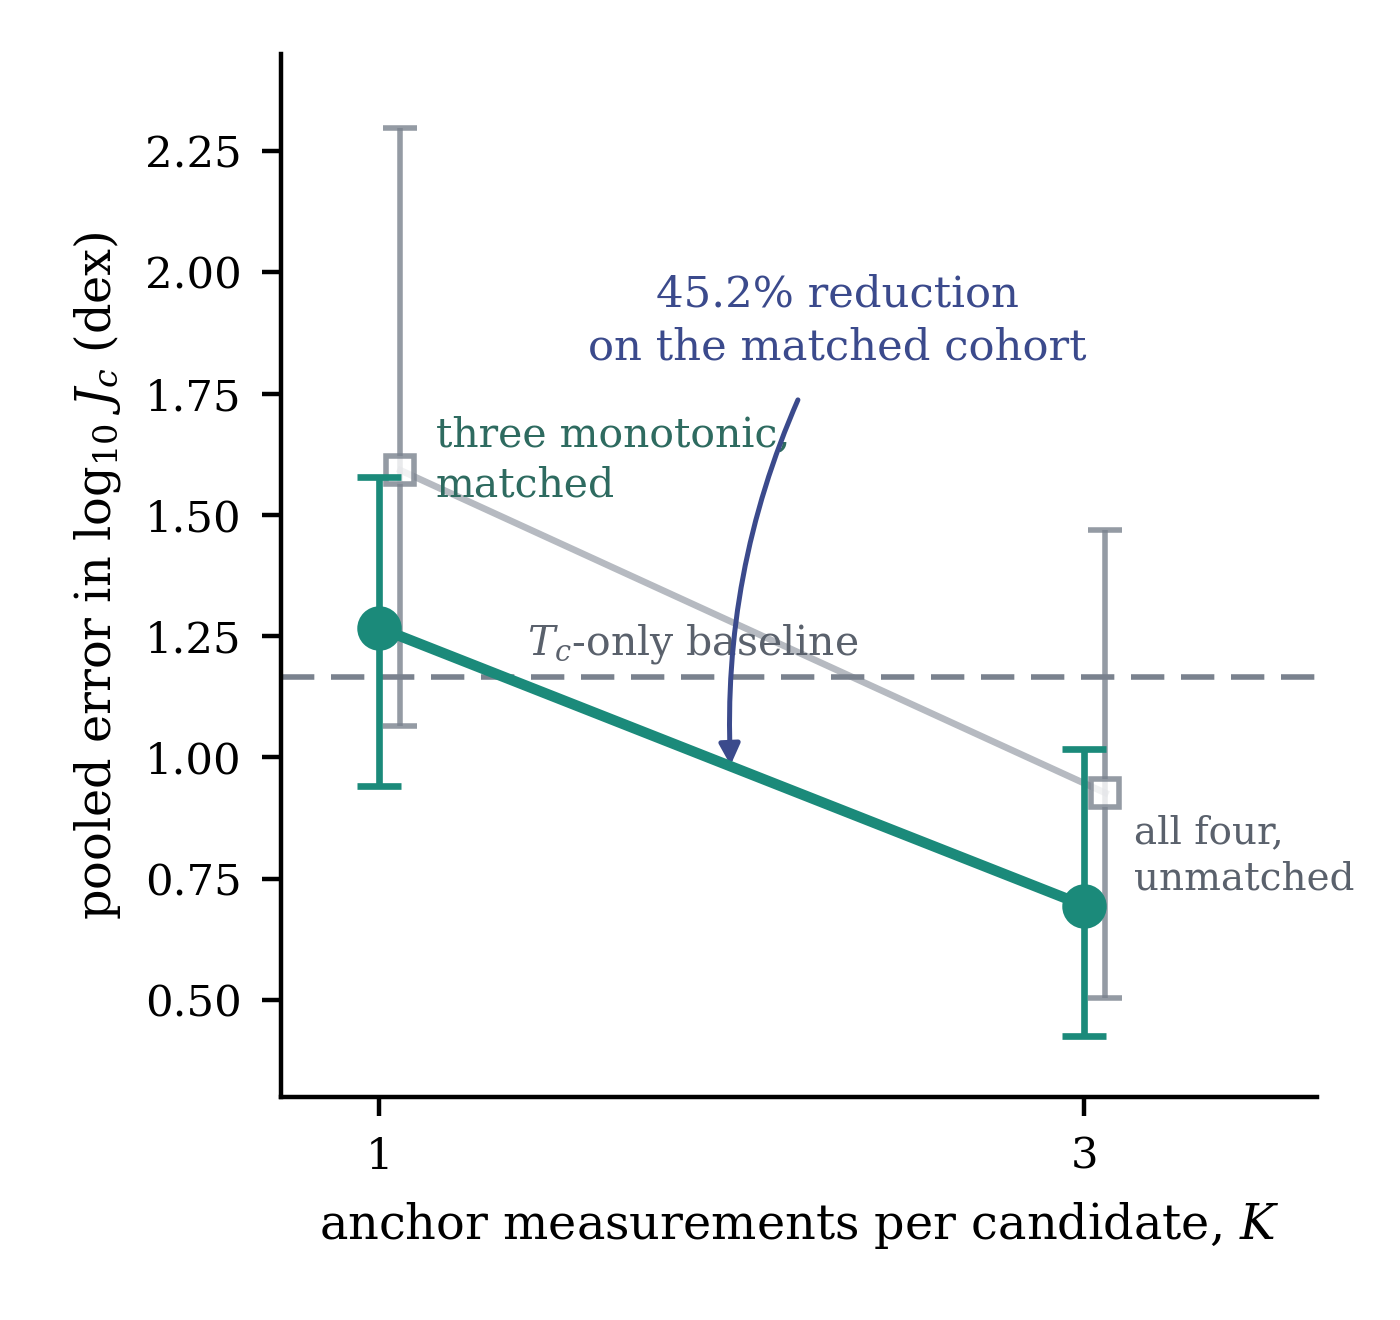 2.25
2.00
1.75
1.50
1.25
1.00
0.75
0.50
pooled error in log₁₀ J_c (dex)
45.2% reduction
on the matched cohort
three monotonic,
matched
T_c-only baseline
all four,
unmatched
1
3
anchor measurements per candidate, K